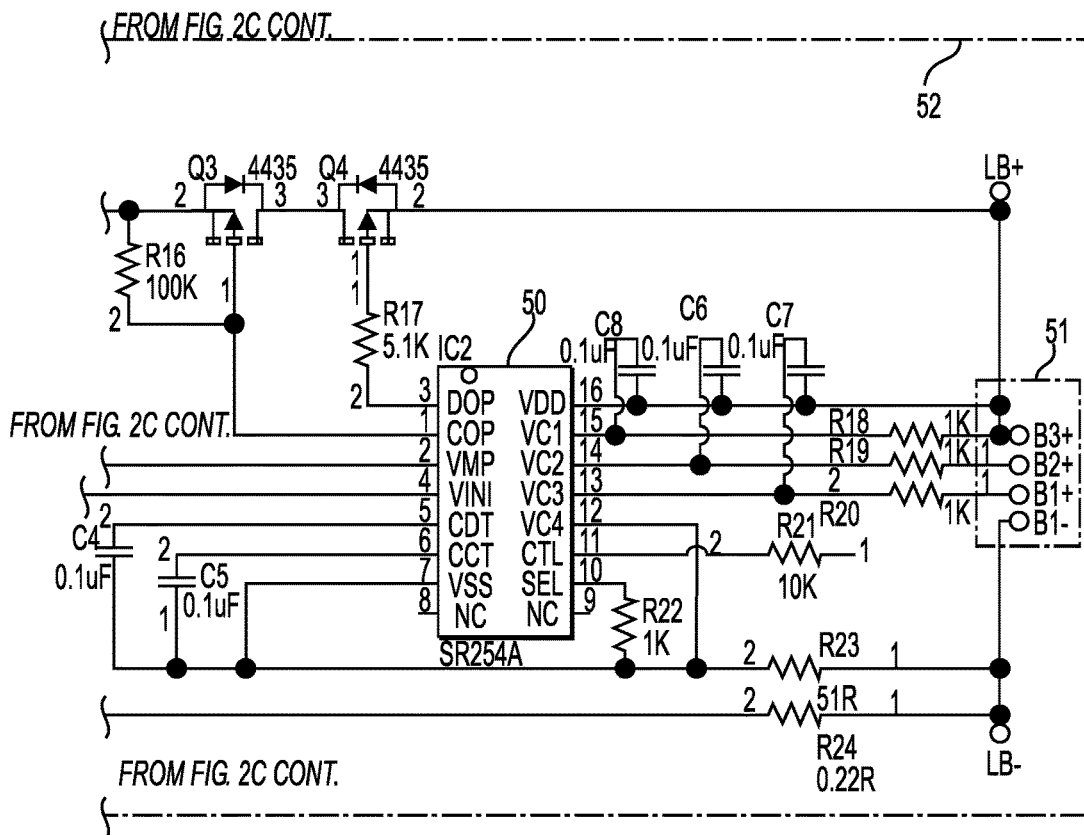 FROM FIG. 2C CONT.
52
Q3 4435 Q4 4435
LB+
2 3 3 2
R16
100K
1
1
1
2
R17
5.1K
2
50
C8 C6 C7
0.1uF 0.1uF 0.1uF
51
IC2
3 DOP VDD 16
FROM FIG. 2C CONT.
1 COP VC1 15 R18 1K B3+
2 VMP VC2 14 R19 1K 1 B2+
4 VINI VC3 13 2 1 B1+
5 CDT VC4 12 R20 1K B1-
2
C4
0.1uF
6 CCT CTL 11 2 R21 1
10K
2
C5
0.1uF
1
7 VSS SEL 10
8 NC NC 9
R22
1K
SR254A
2 R23 1
51R
2 1
R24
0.22R
LB-
FROM FIG. 2C CONT.